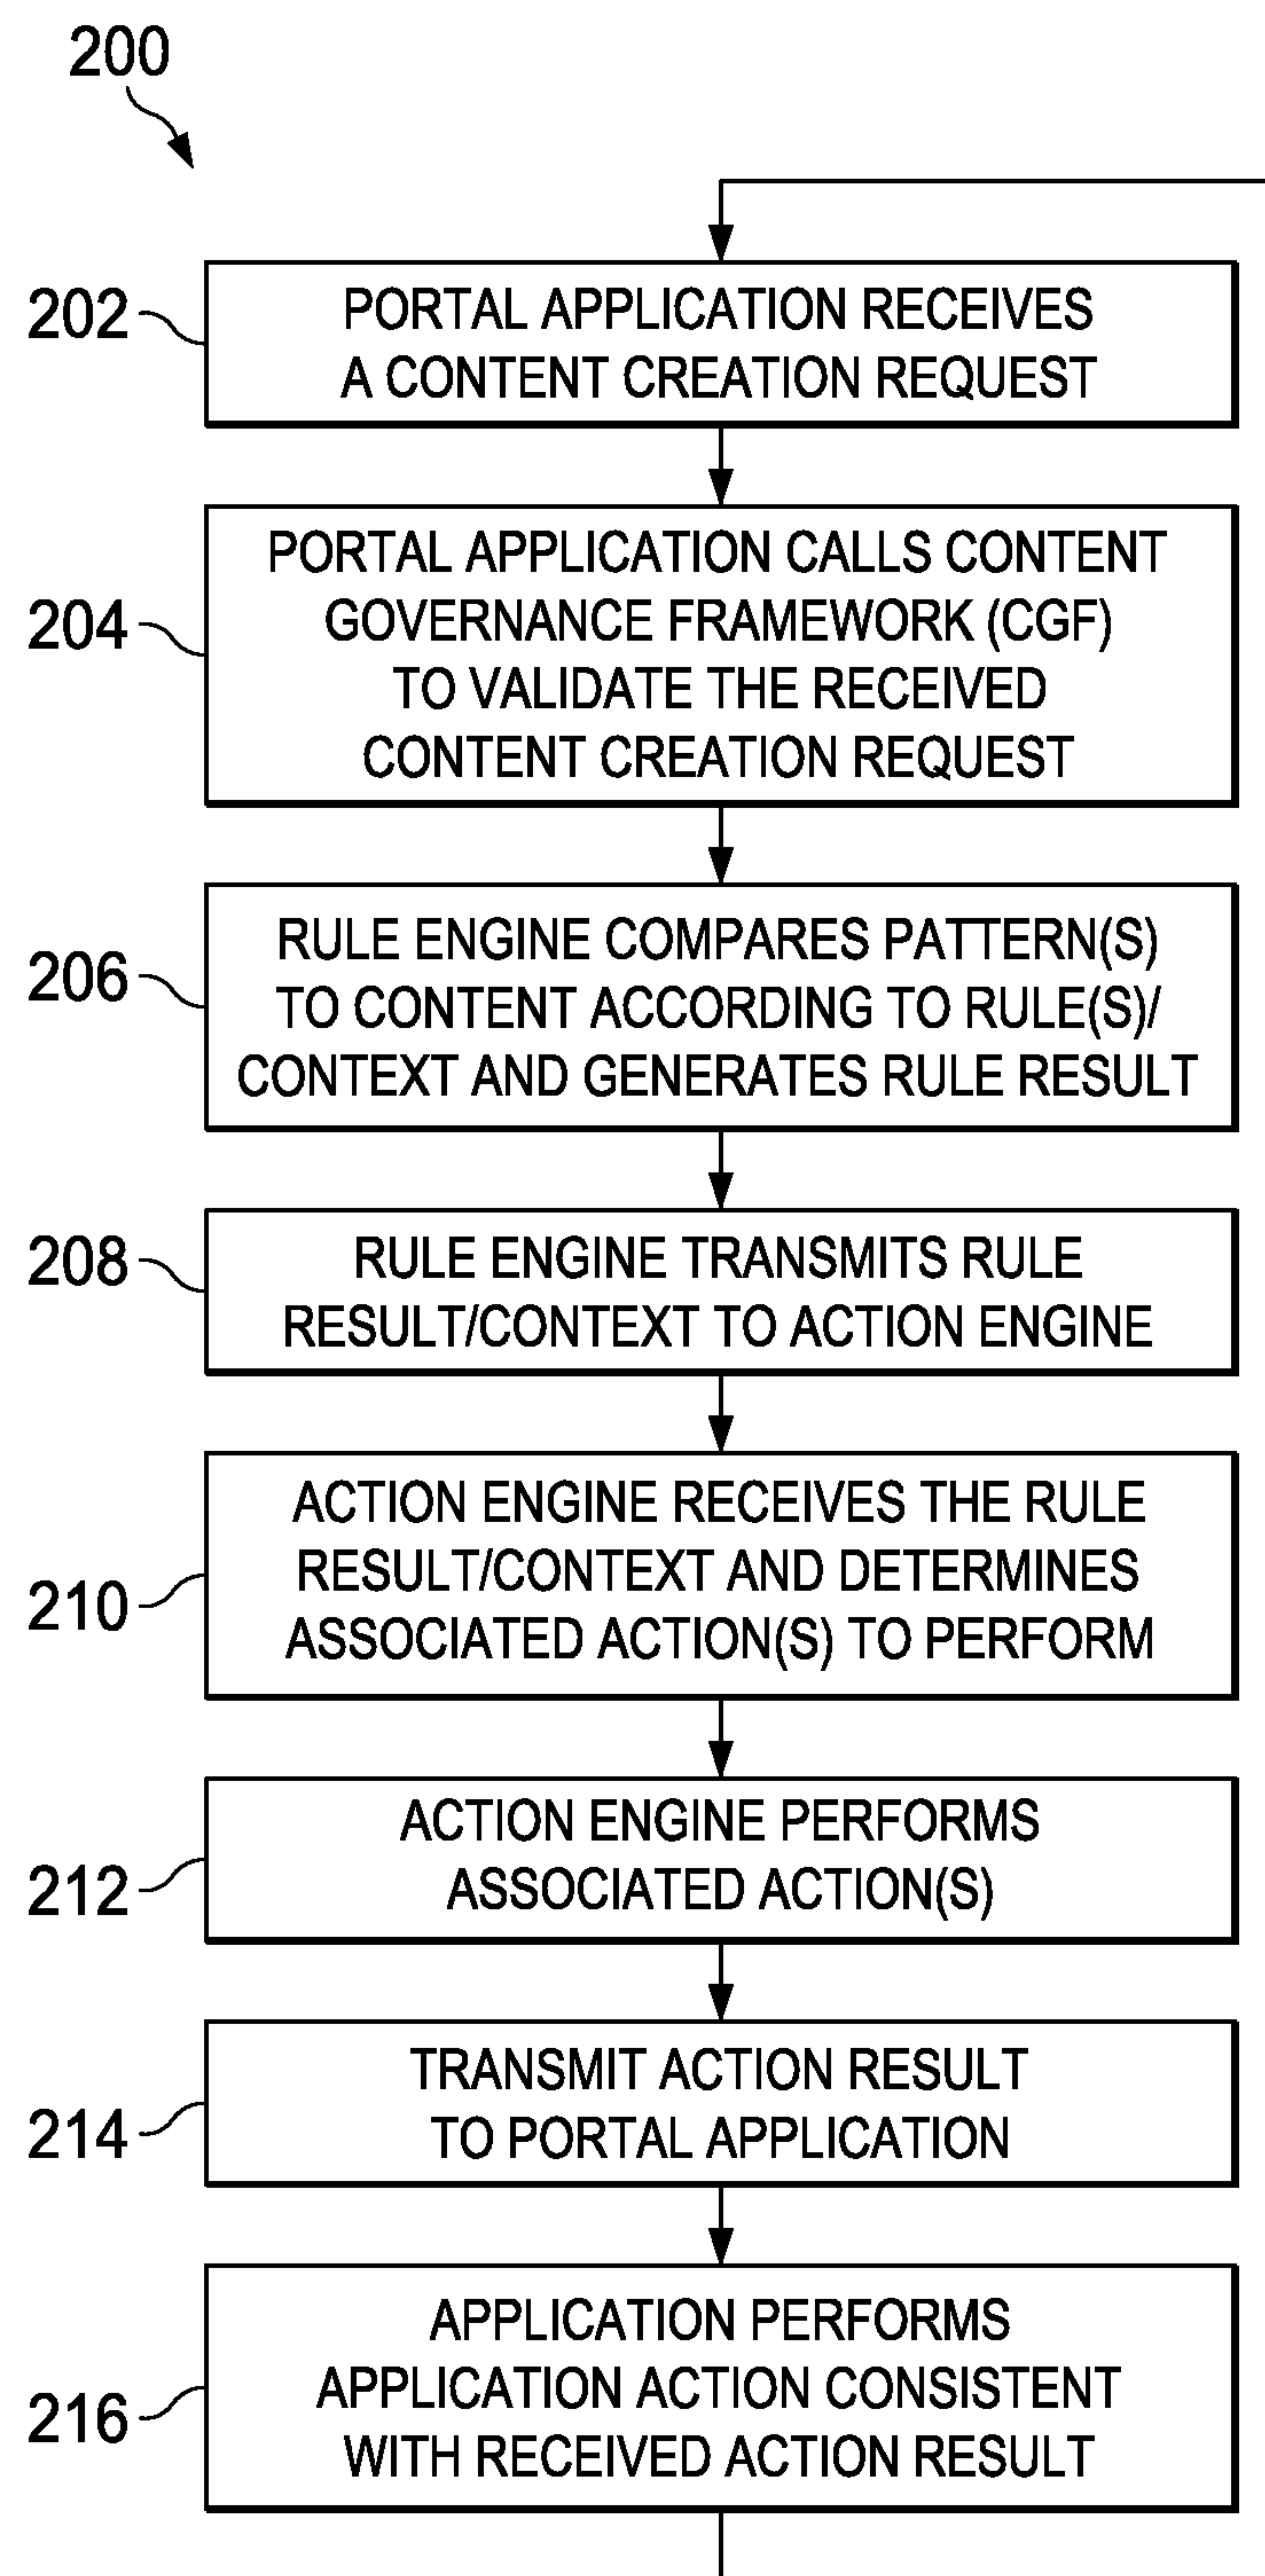 200
202
PORTAL APPLICATION RECEIVES
A CONTENT CREATION REQUEST
204
PORTAL APPLICATION CALLS CONTENT
GOVERNANCE FRAMEWORK (CGF)
TO VALIDATE THE RECEIVED
CONTENT CREATION REQUEST
206
RULE ENGINE COMPARES PATTERN(S)
TO CONTENT ACCORDING TO RULE(S)/
CONTEXT AND GENERATES RULE RESULT
208
RULE ENGINE TRANSMITS RULE
RESULT/CONTEXT TO ACTION ENGINE
210
ACTION ENGINE RECEIVES THE RULE
RESULT/CONTEXT AND DETERMINES
ASSOCIATED ACTION(S) TO PERFORM
212
ACTION ENGINE PERFORMS
ASSOCIATED ACTION(S)
214
TRANSMIT ACTION RESULT
TO PORTAL APPLICATION
216
APPLICATION PERFORMS
APPLICATION ACTION CONSISTENT
WITH RECEIVED ACTION RESULT